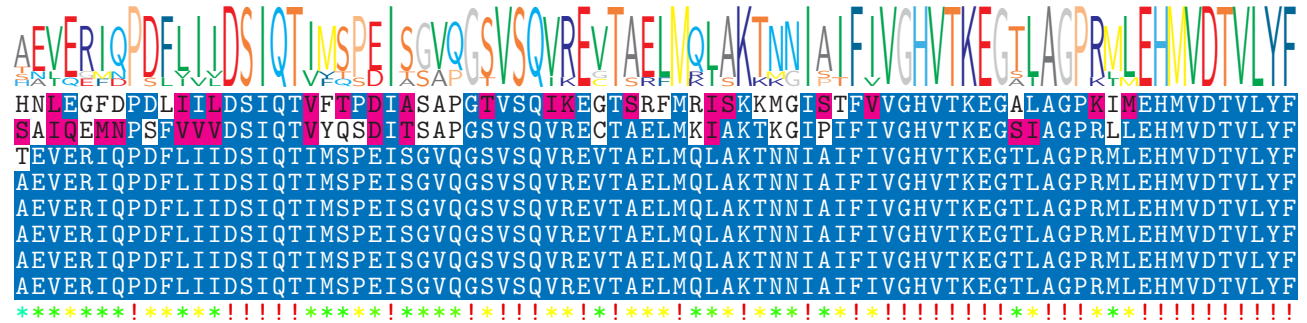 AEVERIQPDFLIIDSIQTIMSPEISGVQGSVSQVREVTAELMQLAKTNNIAIFIVGHVTKEGTLAGPRMLEHMVDTVLYF
HNLEGFDPDLIILDSIQTVFTPDIASAPGTVSQIKEGTSRFMRISKKMGISTFVVGHVTKEGALAGPKIMEHMVDTVLYF
SAIQEMNPSFVVVDSIQTVYQSDITSAPGSVSQVRECTAELMKIAKTKGIPIFIVGHVTKEGSIAGPRLLEHMVDTVLYF
TEVERIQPDFLIIDSIQTIMSPEISGVQGSVSQVREVTAELMQLAKTNNIAIFIVGHVTKEGTLAGPRMLEHMVDTVLYF
AEVERIQPDFLIIDSIQTIMSPEISGVQGSVSQVREVTAELMQLAKTNNIAIFIVGHVTKEGTLAGPRMLEHMVDTVLYF
AEVERIQPDFLIIDSIQTIMSPEISGVQGSVSQVREVTAELMQLAKTNNIAIFIVGHVTKEGTLAGPRMLEHMVDTVLYF
AEVERIQPDFLIIDSIQTIMSPEISGVQGSVSQVREVTAELMQLAKTNNIAIFIVGHVTKEGTLAGPRMLEHMVDTVLYF
AEVERIQPDFLIIDSIQTIMSPEISGVQGSVSQVREVTAELMQLAKTNNIAIFIVGHVTKEGTLAGPRMLEHMVDTVLYF
AEVERIQPDFLIIDSIQTIMSPEISGVQGSVSQVREVTAELMQLAKTNNIAIFIVGHVTKEGTLAGPRMLEHMVDTVLYF
*******!*****!!!!!*****!****!*!!!**!*!***!***!***!**!*!!!!!!!!**!!!***!!!!!!!!!!